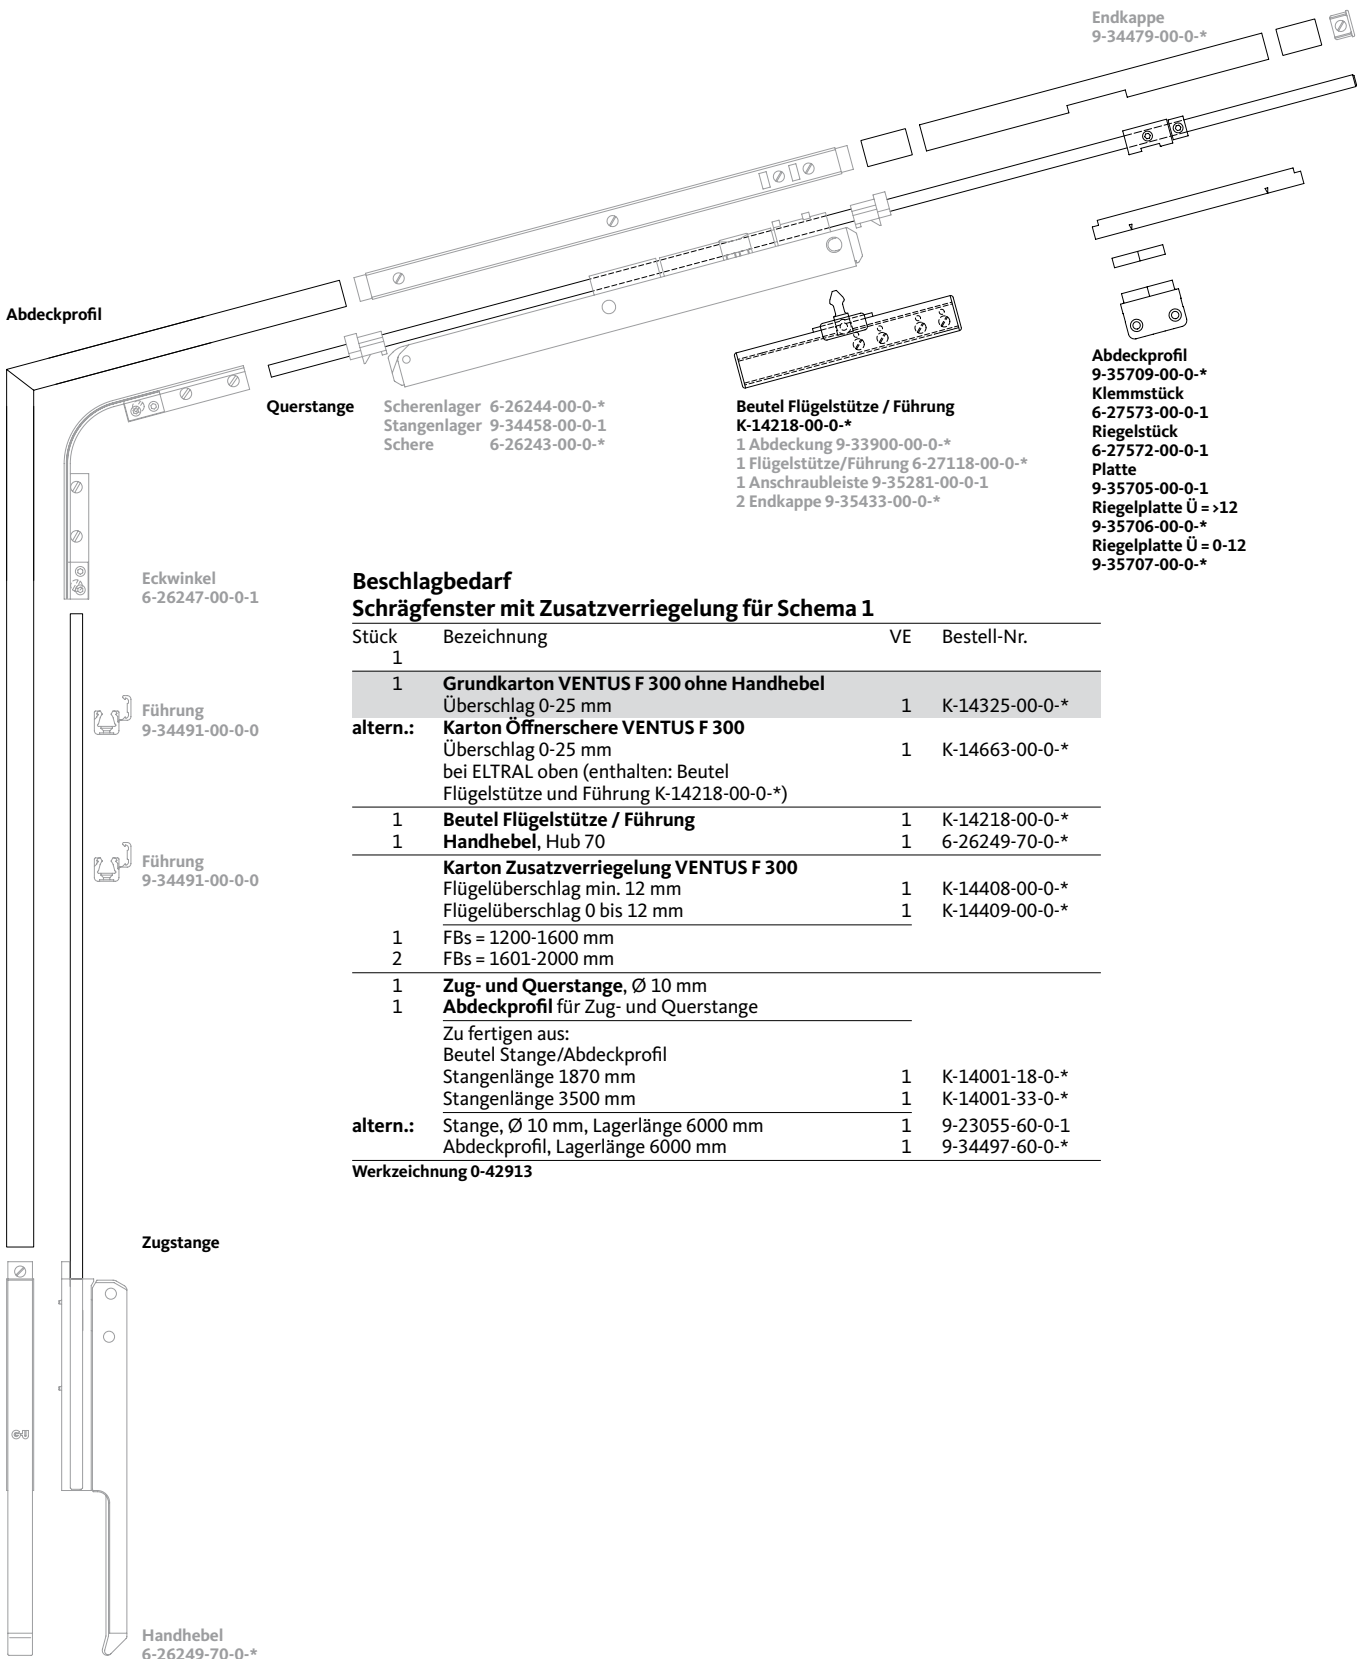 Endkappe
9-34479-00-0-*
Abdeckprofil
Querstange
Scherenlager 6-26244-00-0-*
Stangenlager 9-34458-00-0-1
Schere 6-26243-00-0-*
Beutel Flügelstütze / Führung
K-14218-00-0-*
1 Abdeckung 9-33900-00-0-*
1 Flügelstütze/Führung 6-27118-00-0-*
1 Anschraubleiste 9-35281-00-0-1
2 Endkappe 9-35433-00-0-*
Abdeckprofil
9-35709-00-0-*
Klemmstück
6-27573-00-0-1
Riegelstück
6-27572-00-0-1
Platte
9-35705-00-0-1
Riegelplatte Ü = >12
9-35706-00-0-*
Riegelplatte Ü = 0-12
9-35707-00-0-*
Eckwinkel
6-26247-00-0-1
Führung
9-34491-00-0-0
Führung
9-34491-00-0-0
Beschlagbedarf
Schrägfenster mit Zusatzverriegelung für Schema 1
Stück Bezeichnung VE Bestell-Nr.
1
1 Grundkarton VENTUS F 300 ohne Handhebel
Überschlag 0-25 mm 1 K-14325-00-0-*
altern.: Karton Öffnerschere VENTUS F 300
Überschlag 0-25 mm 1 K-14663-00-0-*
bei ELTRAL oben (enthalten: Beutel
Flügelstütze und Führung K-14218-00-0-*)
1 Beutel Flügelstütze / Führung 1 K-14218-00-0-*
1 Handhebel, Hub 70 1 6-26249-70-0-*
Karton Zusatzverriegelung VENTUS F 300
Flügelüberschlag min. 12 mm 1 K-14408-00-0-*
Flügelüberschlag 0 bis 12 mm 1 K-14409-00-0-*
1 FBs = 1200-1600 mm
2 FBs = 1601-2000 mm
1 Zug- und Querstange, Ø 10 mm
1 Abdeckprofil für Zug- und Querstange
Zu fertigen aus:
Beutel Stange/Abdeckprofil
Stangenlänge 1870 mm 1 K-14001-18-0-*
Stangenlänge 3500 mm 1 K-14001-33-0-*
altern.: Stange, Ø 10 mm, Lagerlänge 6000 mm 1 9-23055-60-0-1
Abdeckprofil, Lagerlänge 6000 mm 1 9-34497-60-0-*
Werkzeichnung 0-42913
Zugstange
G-U
Handhebel
6-26249-70-0-*